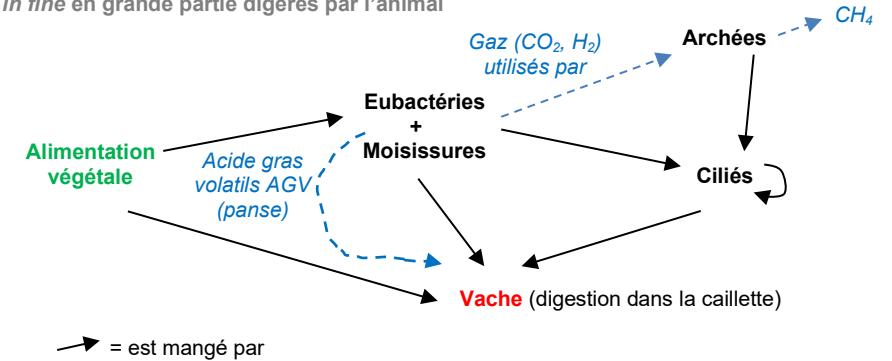 in fine en grande partie digérés par l'animal
CH₄
Gaz (CO₂, H₂)
utilisés par
Archées
Eubactéries
+
Moisissures
Alimentation
végétale
Acide gras
volatils AGV
(panse)
Ciliés
Vache (digestion dans la caillette)
= est mangé par